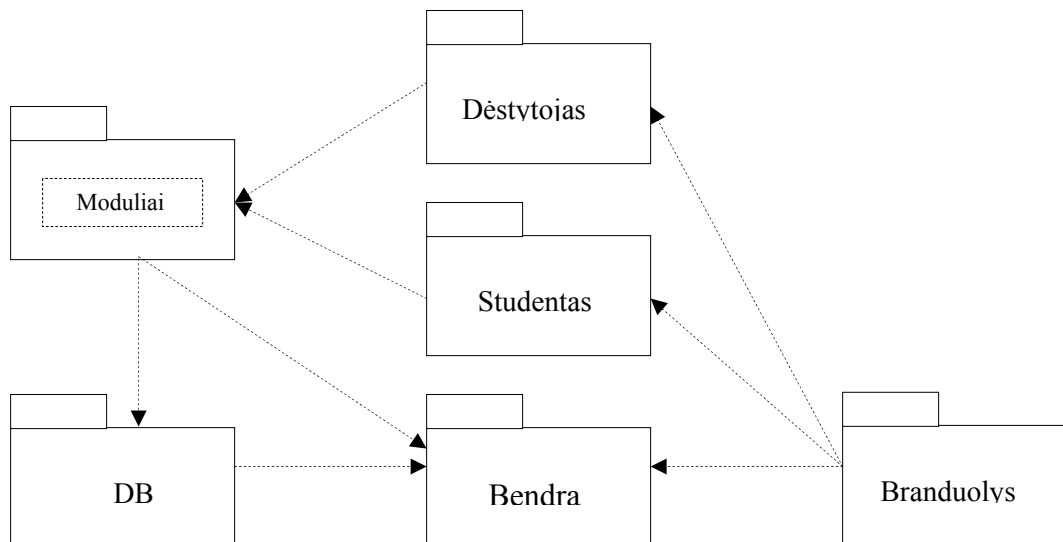 Dėstytojas
Moduliai
Studentas
DB
Bendra
Branduolys